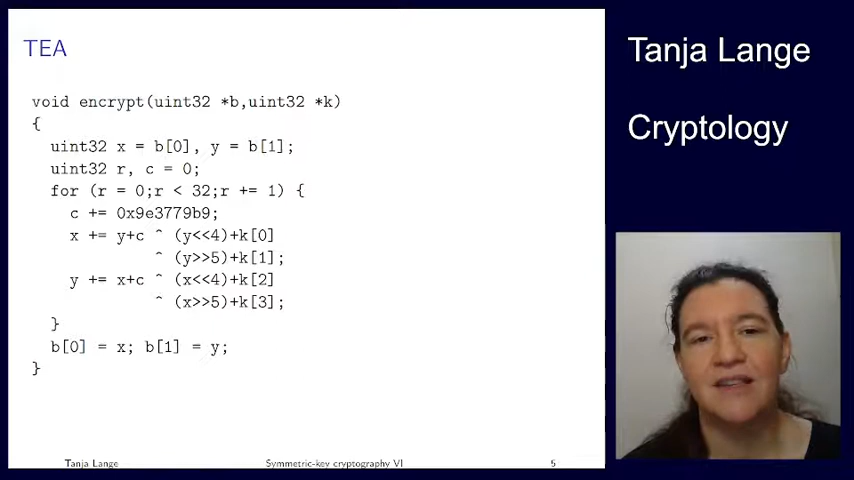 TEA
void encrypt(uint32 *b,uint32 *k)
{
uint32 x = b[0], y = b[1];
uint32 r, c = 0;
for (r = 0;r < 32;r += 1) {
c += 0x9e3779b9;
x += y+c ^ (y<<4)+k[0]
^ (y>>5)+k[1];
y += x+c ^ (x<<4)+k[2]
^ (x>>5)+k[3];
}
b[0] = x; b[1] = y;
}
Tanja Lange
Symmetric-key cryptography VI
5
Tanja Lange
Cryptology